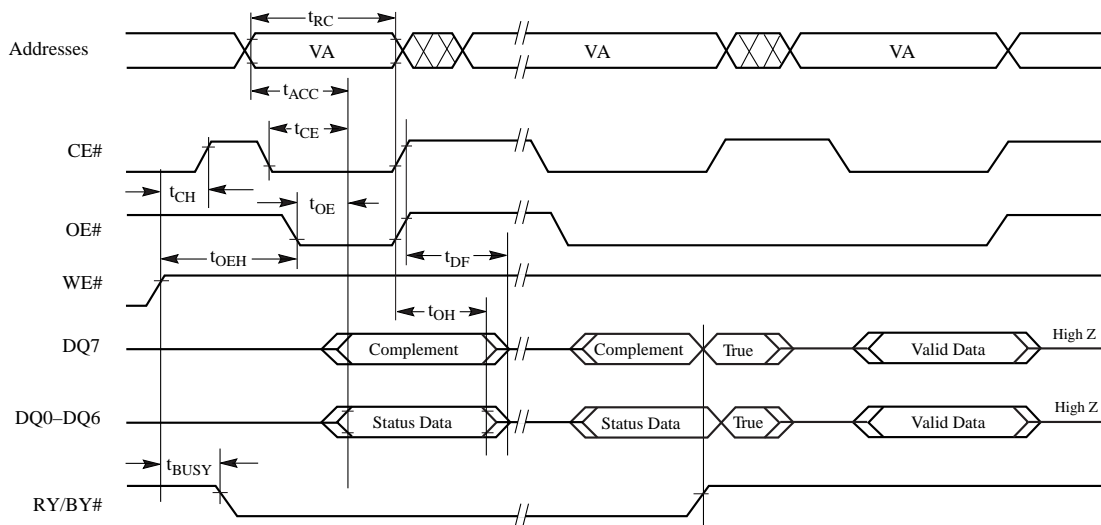 tRC
Addresses
VA
VA
VA
tACC
tCE
CE#
tCH
tOE
OE#
tOEH
tDF
WE#
tOH
DQ7
Complement
Complement
True
Valid Data
High Z
DQ0–DQ6
Status Data
Status Data
True
Valid Data
High Z
tBUSY
RY/BY#